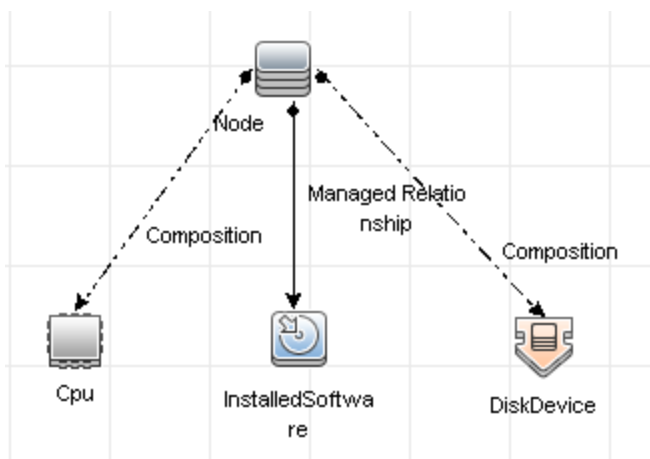 Node
Managed Relatio
nship
Composition
Composition
Cpu
InstalledSoftwa
re
DiskDevice